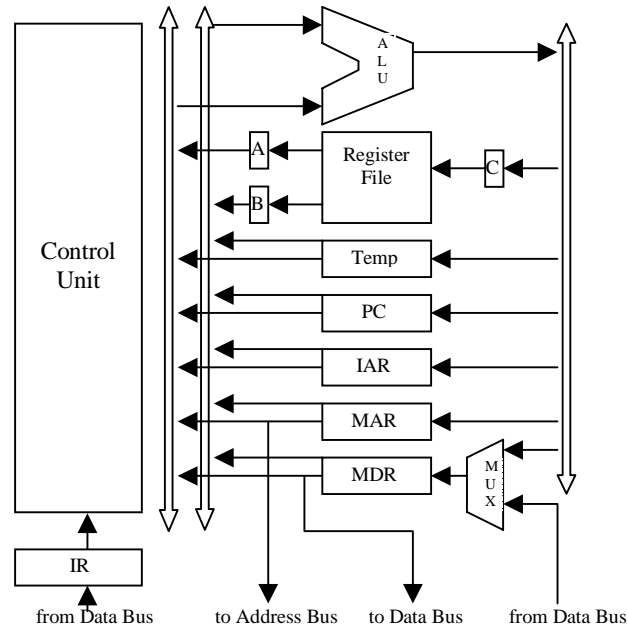 A
L
U
A
Register
File
C
B
Control
Unit
Temp
PC
IAR
MAR
MDR
M
U
X
IR
from Data Bus
to Address Bus
to Data Bus
from Data Bus